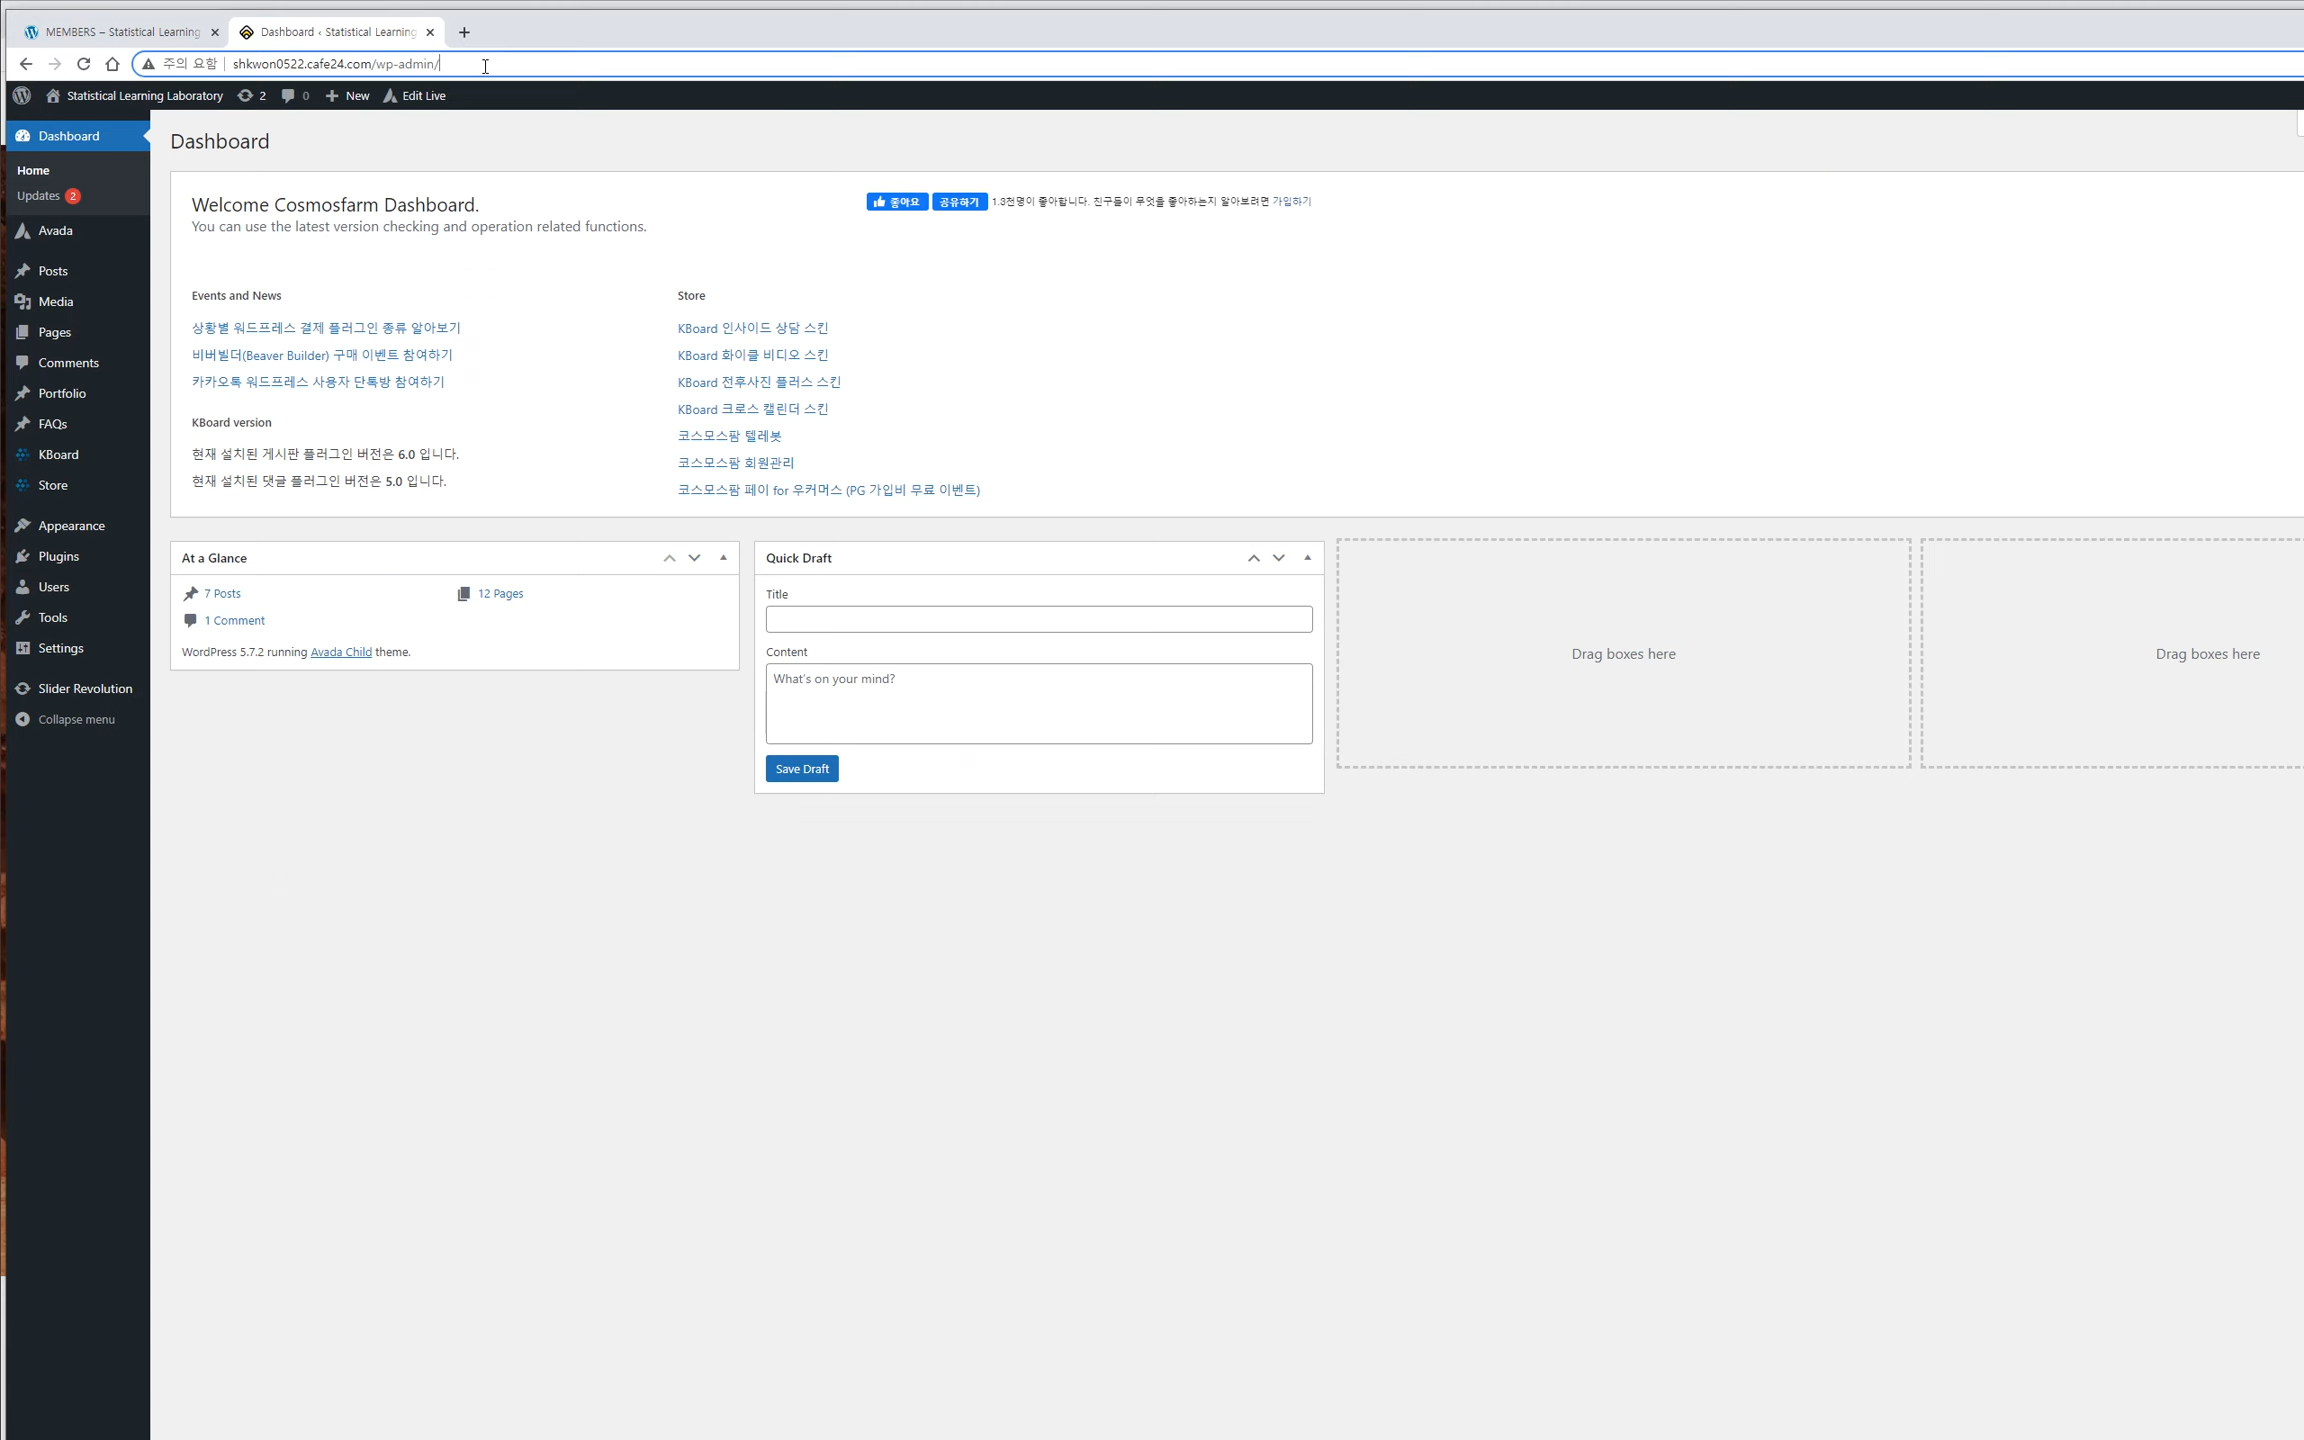 MEMBERS – Statistical Learning
Dashboard ‹ Statistical Learning
주의 요함 shkwon0522.cafe24.com/wp-admin/
Statistical Learning Laboratory 2 0 New Edit Live
Dashboard
Home
Updates 2
Avada
Posts
Media
Pages
Comments
Portfolio
FAQs
KBoard
Store
Appearance
Plugins
Users
Tools
Settings
Slider Revolution
Collapse menu
Dashboard
Welcome Cosmosfarm Dashboard.
You can use the latest version checking and operation related functions.
좋아요 공유하기 1.3천명이 좋아합니다. 친구들이 무엇을 좋아하는지 알아보려면 가입하기
Events and News
상황별 워드프레스 결제 플러그인 종류 알아보기
비버빌더(Beaver Builder) 구매 이벤트 참여하기
카카오톡 워드프레스 사용자 단톡방 참여하기
KBoard version
현재 설치된 게시판 플러그인 버전은 6.0 입니다.
현재 설치된 댓글 플러그인 버전은 5.0 입니다.
Store
KBoard 인사이드 상담 스킨
KBoard 화이클 비디오 스킨
KBoard 전후사진 플러스 스킨
KBoard 크로스 캘린더 스킨
코스모스팜 텔레봇
코스모스팜 회원관리
코스모스팜 페이 for 우커머스 (PG 가입비 무료 이벤트)
At a Glance
7 Posts
12 Pages
1 Comment
WordPress 5.7.2 running Avada Child theme.
Quick Draft
Title
Content
What's on your mind?
Save Draft
Drag boxes here
Drag boxes here